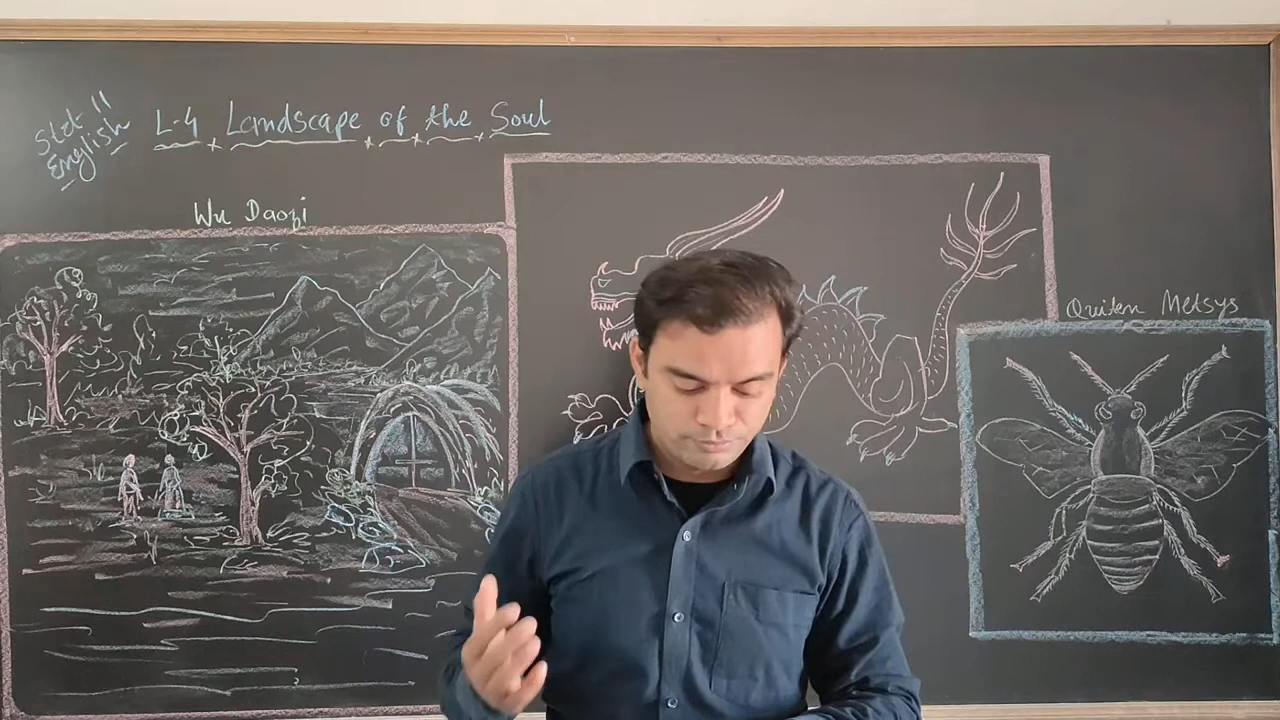 Std-11
English
L-4 Landscape of the Soul
Wu Daozi
Quiten Metsys